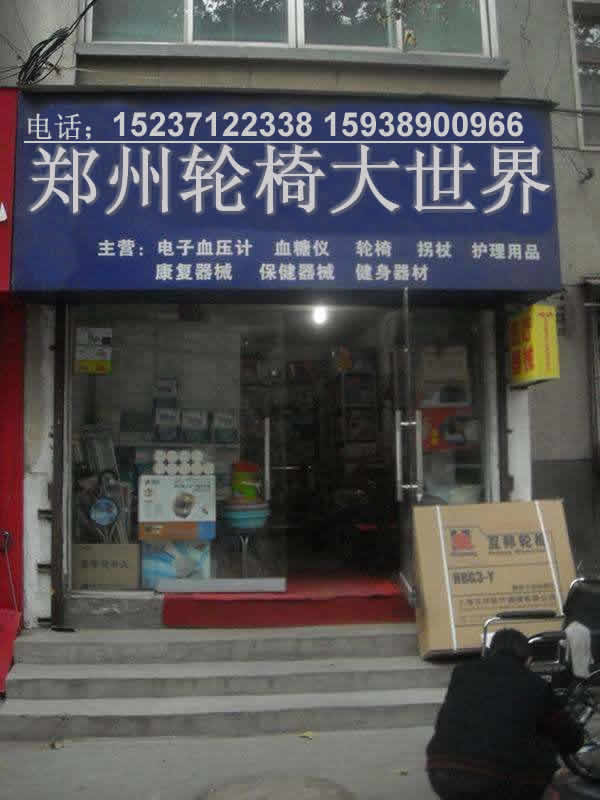 电话；15237122338 15938900966
郑州轮椅大世界
主营：电子血压计 血糖仪 轮椅 拐杖 护理用品
康复器械 保健器械 健身器材
互邦轮椅
HBG3-Y